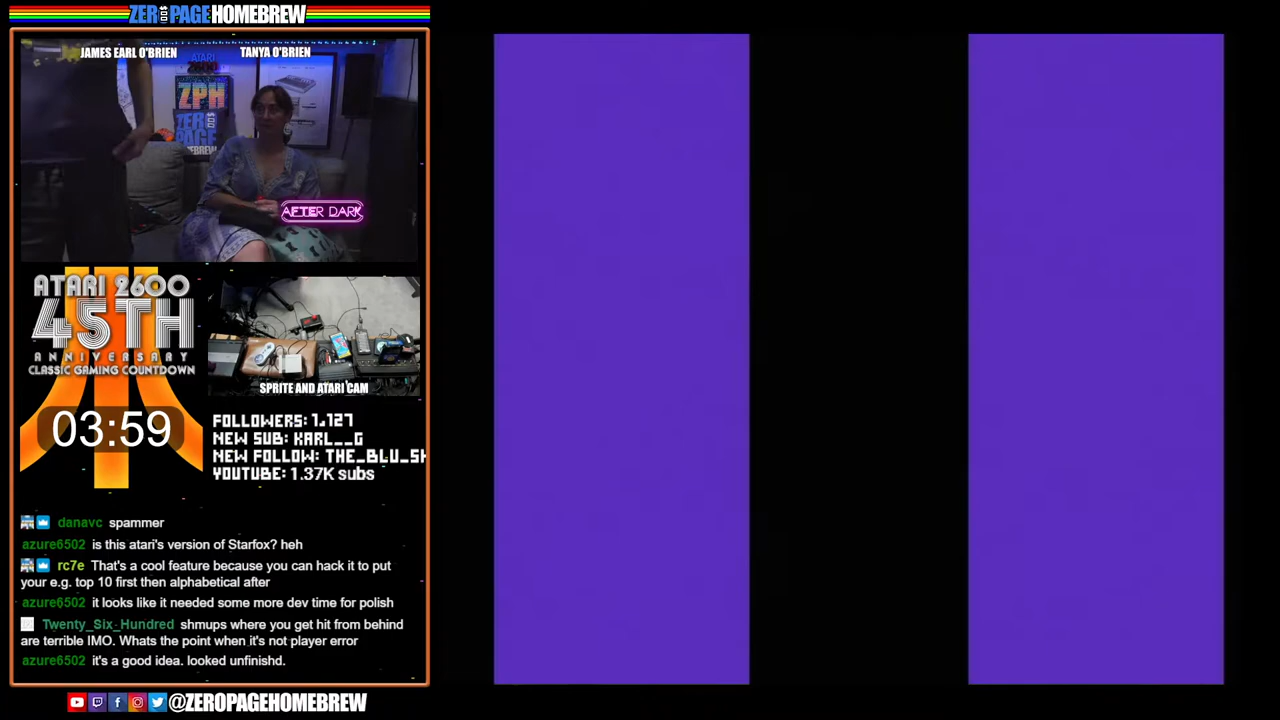 ZEROPAGE HOMEBREW
JAMES EARL O'BRIEN
TANYA O'BRIEN
ATARI
2600
ZPH
ZERO
PAGE
HOMEBREW
AFTER DARK
ATARI 2600
45TH
ANNIVERSARY
CLASSIC GAMING COUNTDOWN
03:59
SPRITE AND ATARI CAM
FOLLOWERS: 1,127
NEW SUB: KARL__G
NEW FOLLOW: THE_BLU_SH
YOUTUBE: 1.37K subs
danavc spammer
azure6502 is this atari's version of Starfox? heh
rc7e That's a cool feature because you can hack it to put
your e.g. top 10 first then alphabetical after
azure6502 it looks like it needed some more dev time for polish
Twenty_Six_Hundred shmups where you get hit from behind
are terrible IMO. Whats the point when it's not player error
azure6502 it's a good idea. looked unfinishd.
@ZEROPAGEHOMEBREW